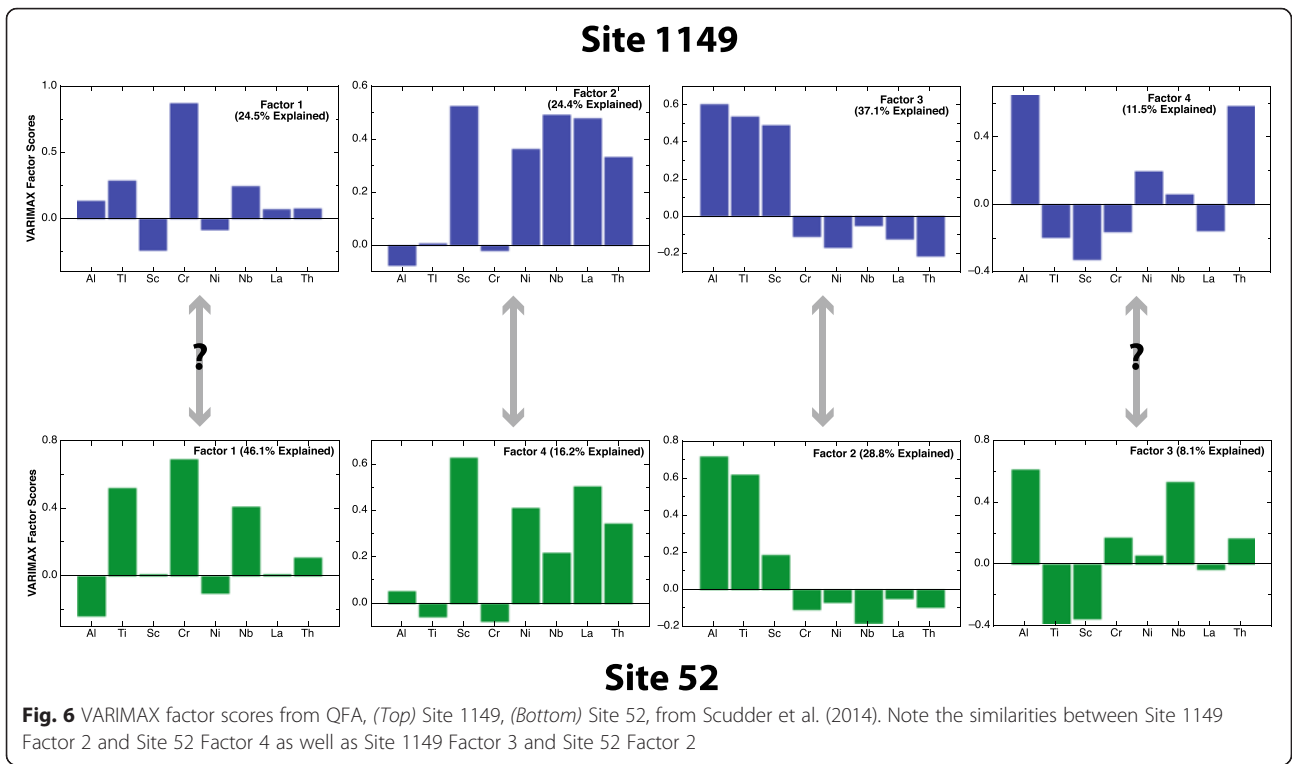 Site 1149
VARIMAX Factor Scores
1.0
0.5
0.0
Factor 1
(24.5% Explained)
Al Tl Sc Cr Ni Nb La Th
0.6
0.4
0.2
0.0
Factor 2
(24.4% Explained)
Al Tl Sc Cr Ni Nb La Th
0.6
0.4
0.2
0.0
−0.2
Factor 3
(37.1% Explained)
Al Tl Sc Cr Ni Nb La Th
0.4
0.0
−0.4
Factor 4
(11.5% Explained)
Al Ti Sc Cr Ni Nb La Th
?
?
VARIMAX Factor Scores
0.8
0.4
0.0
Factor 1 (46.1% Explained)
Al Ti Sc Cr Ni Nb La Th
0.6
0.4
0.2
0.0
Factor 4 (16.2% Explained)
Al Ti Sc Cr Ni Nb La Th
0.8
0.6
0.4
0.2
0.0
−0.2
Factor 2 (28.8% Explained)
Al Ti Sc Cr Ni Nb La Th
0.8
0.4
0.0
−0.4
Factor 3 (8.1% Explained)
Al Ti Sc Cr Ni Nb La Th
Site 52
Fig. 6 VARIMAX factor scores from QFA, (Top) Site 1149, (Bottom) Site 52, from Scudder et al. (2014). Note the similarities between Site 1149
Factor 2 and Site 52 Factor 4 as well as Site 1149 Factor 3 and Site 52 Factor 2